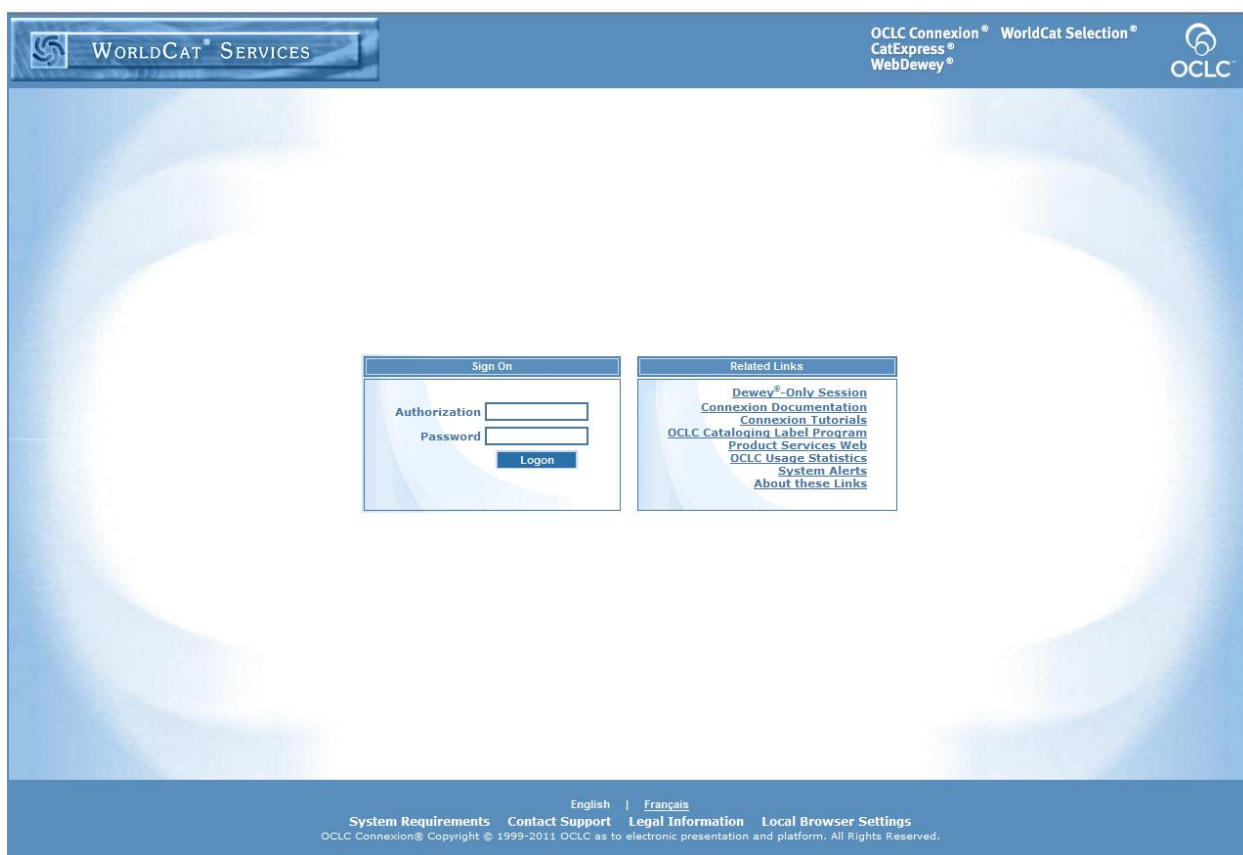 WORLDCAT® SERVICES
OCLC Connexion® WorldCat Selection®
CatExpress®
WebDewey®
OCLC™
Sign On
Authorization
Password
Logon
Related Links
Dewey®-Only Session
Connexion Documentation
Connexion Tutorials
OCLC Cataloging Label Program
Product Services Web
OCLC Usage Statistics
System Alerts
About these Links
English | Français
System Requirements Contact Support Legal Information Local Browser Settings
OCLC Connexion® Copyright © 1999-2011 OCLC as to electronic presentation and platform. All Rights Reserved.